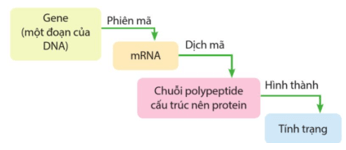 Gene
(một đoạn của
DNA)
Phiên mã
mRNA
Dịch mã
Chuỗi polypeptide
cấu trúc nên protein
Hình thành
Tính trạng